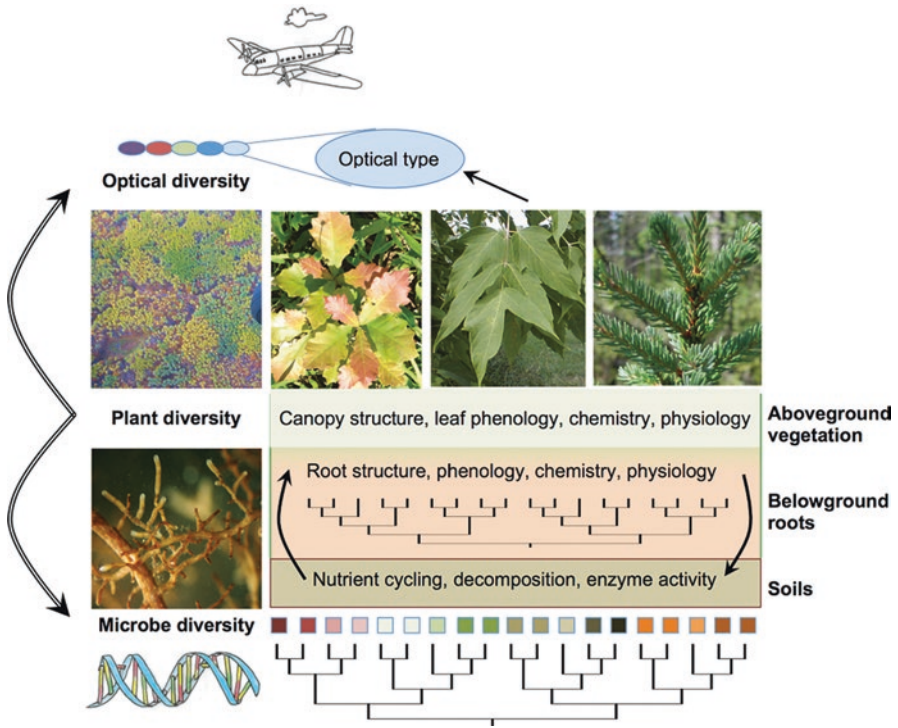 Optical type
Optical diversity
Plant diversity
Canopy structure, leaf phenology, chemistry, physiology
Aboveground
vegetation
Root structure, phenology, chemistry, physiology
Belowground
roots
Nutrient cycling, decomposition, enzyme activity
Soils
Microbe diversity